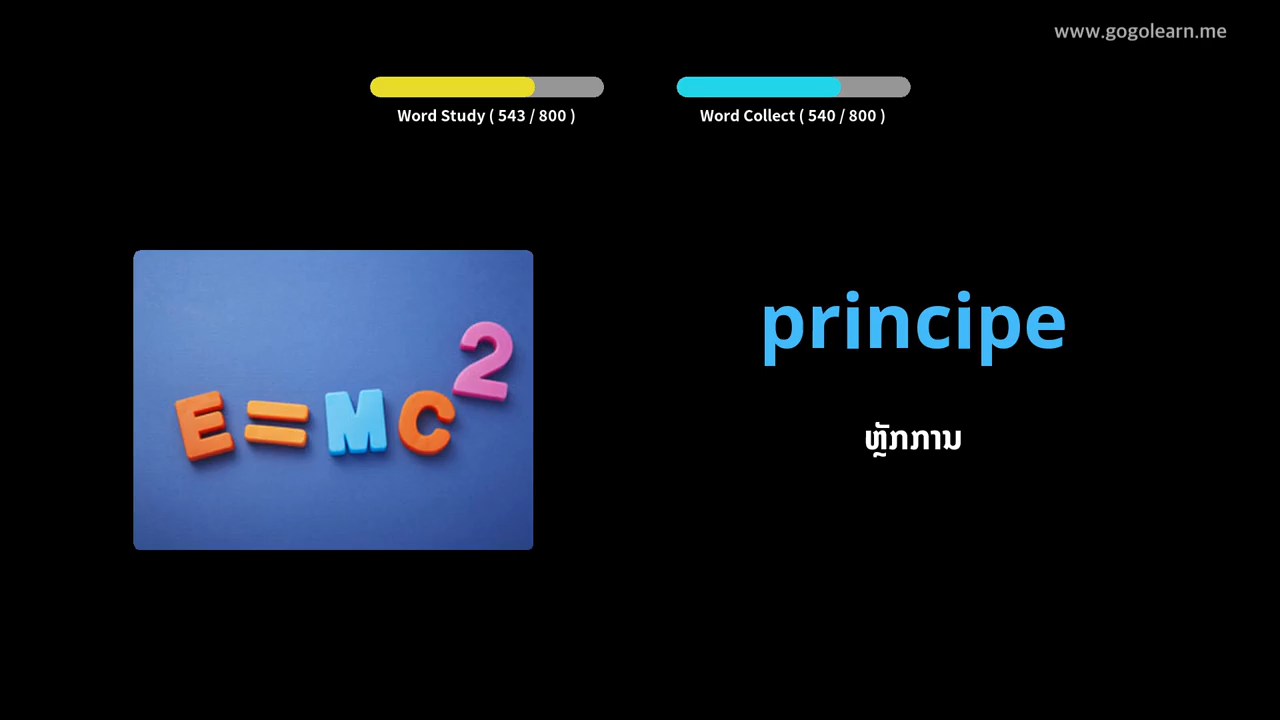 www.gogolearn.me
Word Study ( 543 / 800 )
Word Collect ( 540 / 800 )
E=MC2
principe
ຫຼັກການ